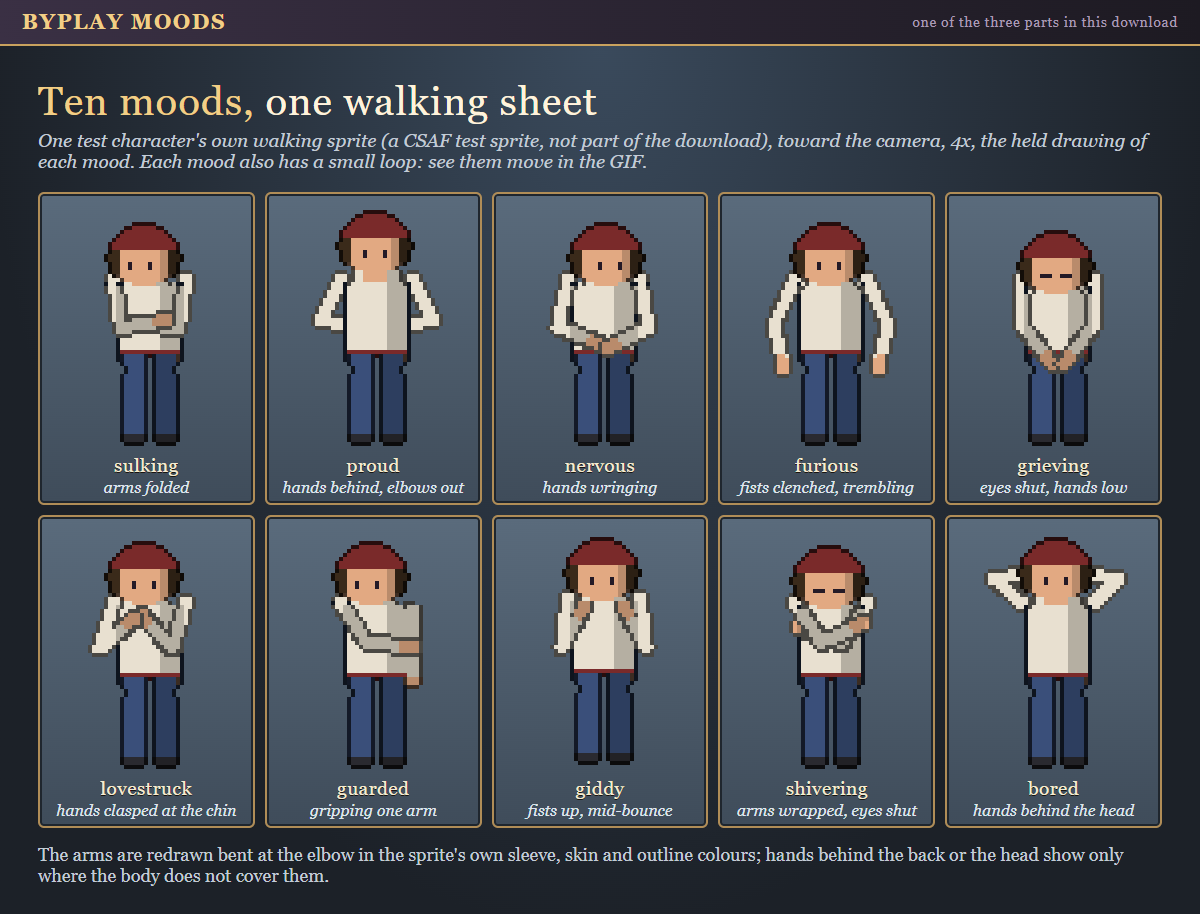 BYPLAY MOODS
one of the three parts in this download
Ten moods, one walking sheet
One test character's own walking sprite (a CSAF test sprite, not part of the download), toward the camera, 4x, the held drawing of
each mood. Each mood also has a small loop: see them move in the GIF.
sulking
arms folded
proud
hands behind, elbows out
nervous
hands wringing
furious
fists clenched, trembling
grieving
eyes shut, hands low
lovestruck
hands clasped at the chin
guarded
gripping one arm
giddy
fists up, mid-bounce
shivering
arms wrapped, eyes shut
bored
hands behind the head
The arms are redrawn bent at the elbow in the sprite's own sleeve, skin and outline colours; hands behind the back or the head show only
where the body does not cover them.